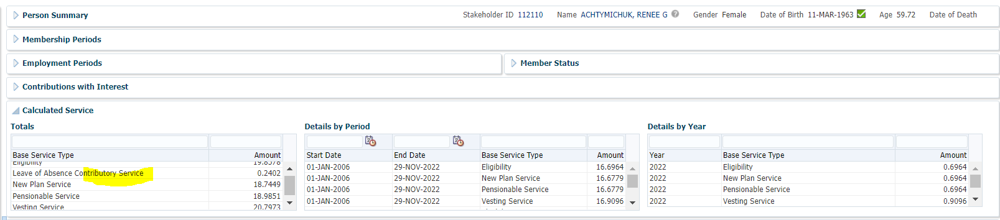 Person Summary Stakeholder ID 112110 Name ACHTYMICHUK, RENEE G Gender Female Date of Birth 11-MAR-1963 Age 59.72 Date of Death
Membership Periods
Employment Periods Member Status
Contributions with Interest
Calculated Service
Totals
Base Service Type Amount
Eligibility 19.8578
Leave of Absence Contributory Service 0.2402
New Plan Service 18.7449
Pensionable Service 18.9851
Vesting Service 20.7973
Details by Period
Start Date End Date Base Service Type Amount
01-JAN-2006 29-NOV-2022 Eligibility 16.6964
01-JAN-2006 29-NOV-2022 New Plan Service 16.6779
01-JAN-2006 29-NOV-2022 Pensionable Service 16.6779
01-JAN-2006 29-NOV-2022 Vesting Service 16.9096
Details by Year
Year Base Service Type Amount
2022 Eligibility 0.6964
2022 New Plan Service 0.6964
2022 Pensionable Service 0.6964
2022 Vesting Service 0.9096